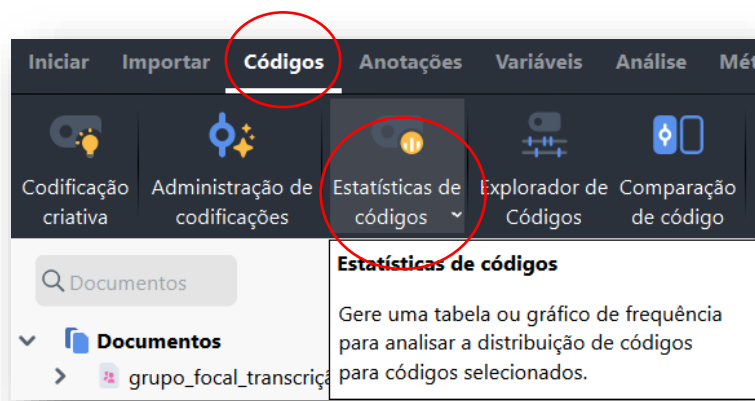 Iniciar Importar Códigos Anotações Variáveis Análise Mét
Codificação criativa
Administração de codificações
Estatísticas de códigos
Explorador de Códigos
Comparação de código
Documentos
Estatísticas de códigos
Gere uma tabela ou gráfico de frequência
para analisar a distribuição de códigos
para códigos selecionados.
Documentos
grupo_focal_transcriçã